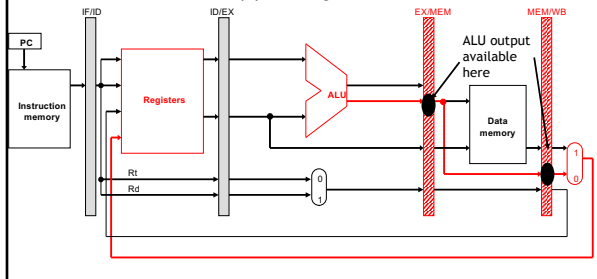 IF/ID
ID/EX
EX/MEM
MEM/WB
PC
ALU output
available
here
Instruction
memory
Registers
ALU
Data
memory
Rt
Rd
0
1
1
0